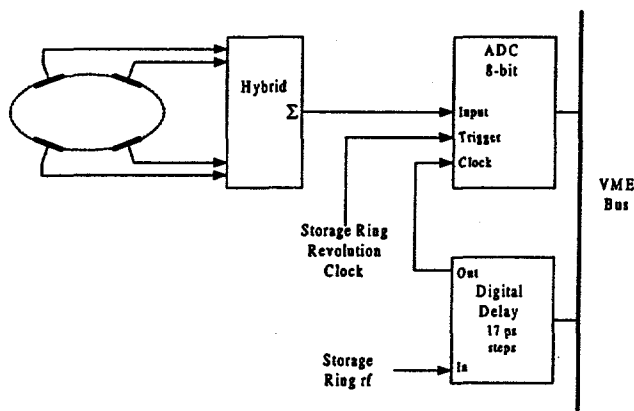 Hybrid
Σ
ADC
8-bit
Input
Trigger
Clock
VME
Bus
Storage Ring
Revolution
Clock
Out
Digital
Delay
17 ps
steps
In
Storage
Ring rf